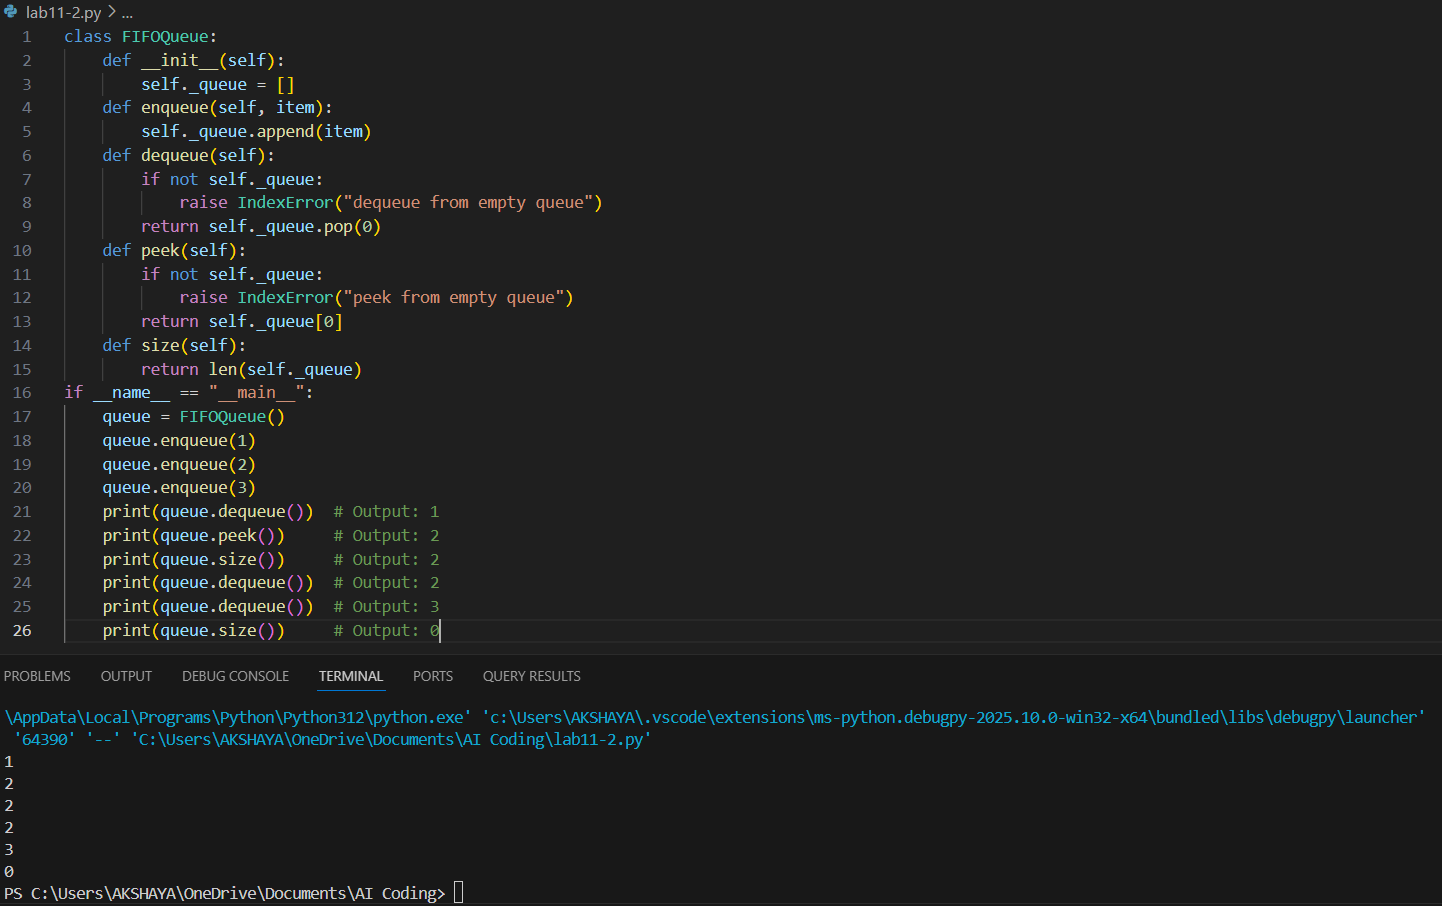 lab11-2.py > ...
1 class FIFOQueue:
2     def __init__(self):
3         self._queue = []
4     def enqueue(self, item):
5         self._queue.append(item)
6     def dequeue(self):
7         if not self._queue:
8             raise IndexError("dequeue from empty queue")
9         return self._queue.pop(0)
10     def peek(self):
11         if not self._queue:
12             raise IndexError("peek from empty queue")
13         return self._queue[0]
14     def size(self):
15         return len(self._queue)
16 if __name__ == "__main__":
17     queue = FIFOQueue()
18     queue.enqueue(1)
19     queue.enqueue(2)
20     queue.enqueue(3)
21     print(queue.dequeue())  # Output: 1
22     print(queue.peek())     # Output: 2
23     print(queue.size())     # Output: 2
24     print(queue.dequeue())  # Output: 2
25     print(queue.dequeue())  # Output: 3
26     print(queue.size())     # Output: 0
PROBLEMS OUTPUT DEBUG CONSOLE TERMINAL PORTS QUERY RESULTS
\AppData\Local\Programs\Python\Python312\python.exe' 'c:\Users\AKSHAYA\.vscode\extensions\ms-python.debugpy-2025.10.0-win32-x64\bundled\libs\debugpy\launcher'
 '64390' '--' 'C:\Users\AKSHAYA\OneDrive\Documents\AI Coding\lab11-2.py'
1
2
2
2
3
0
PS C:\Users\AKSHAYA\OneDrive\Documents\AI Coding>